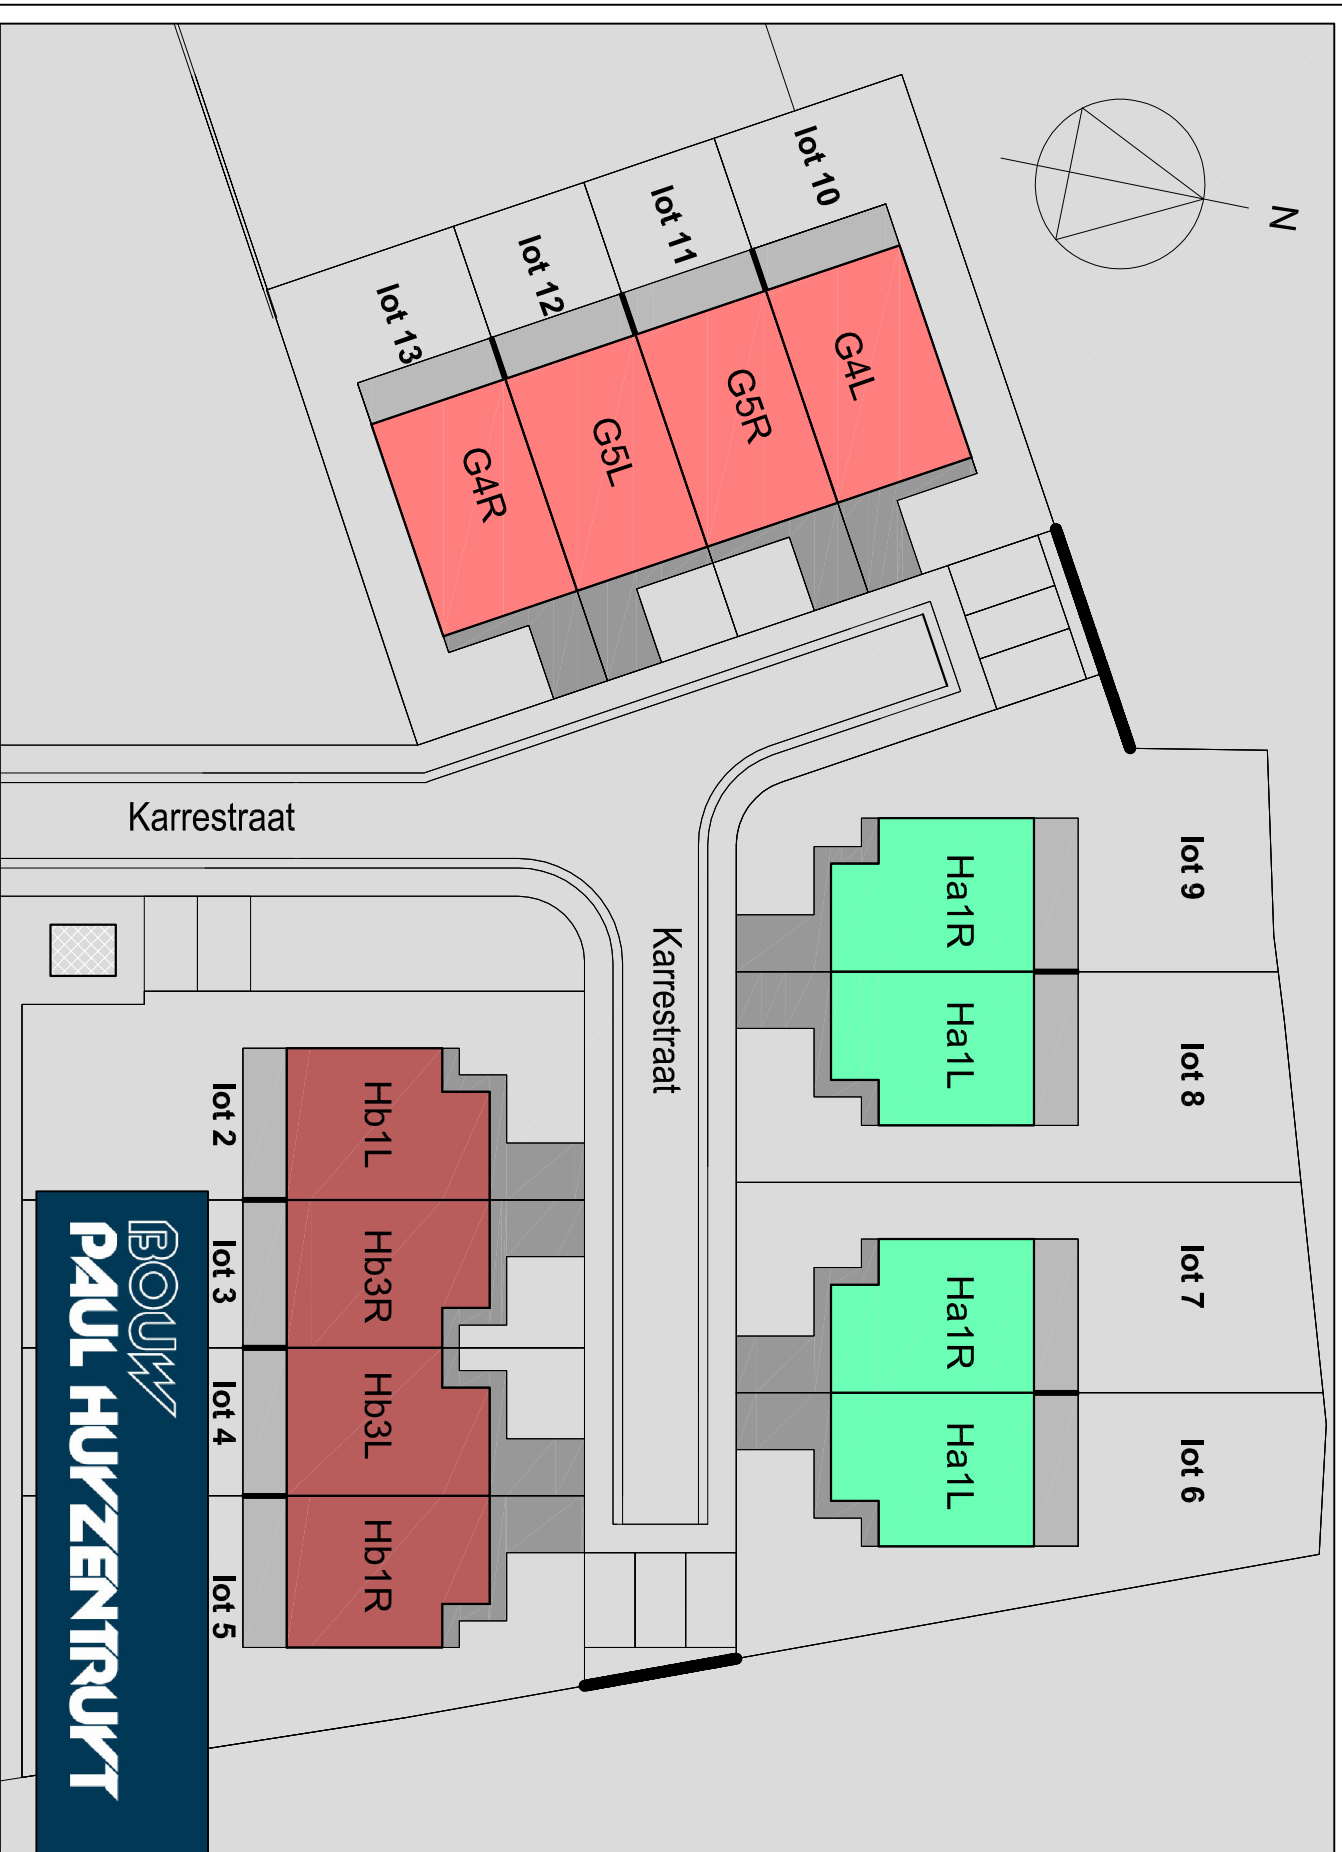 N
lot 10
lot 11
lot 12
lot 13
G4L
G5R
G5L
G4R
Karrestraat
Karrestraat
Ha1R
lot 9
Ha1L
lot 8
Ha1R
lot 7
Ha1L
lot 6
Hb1L
lot 2
Hb3R
lot 3
Hb3L
lot 4
Hb1R
lot 5
BOUW
PAUL HUYZENTRUYT